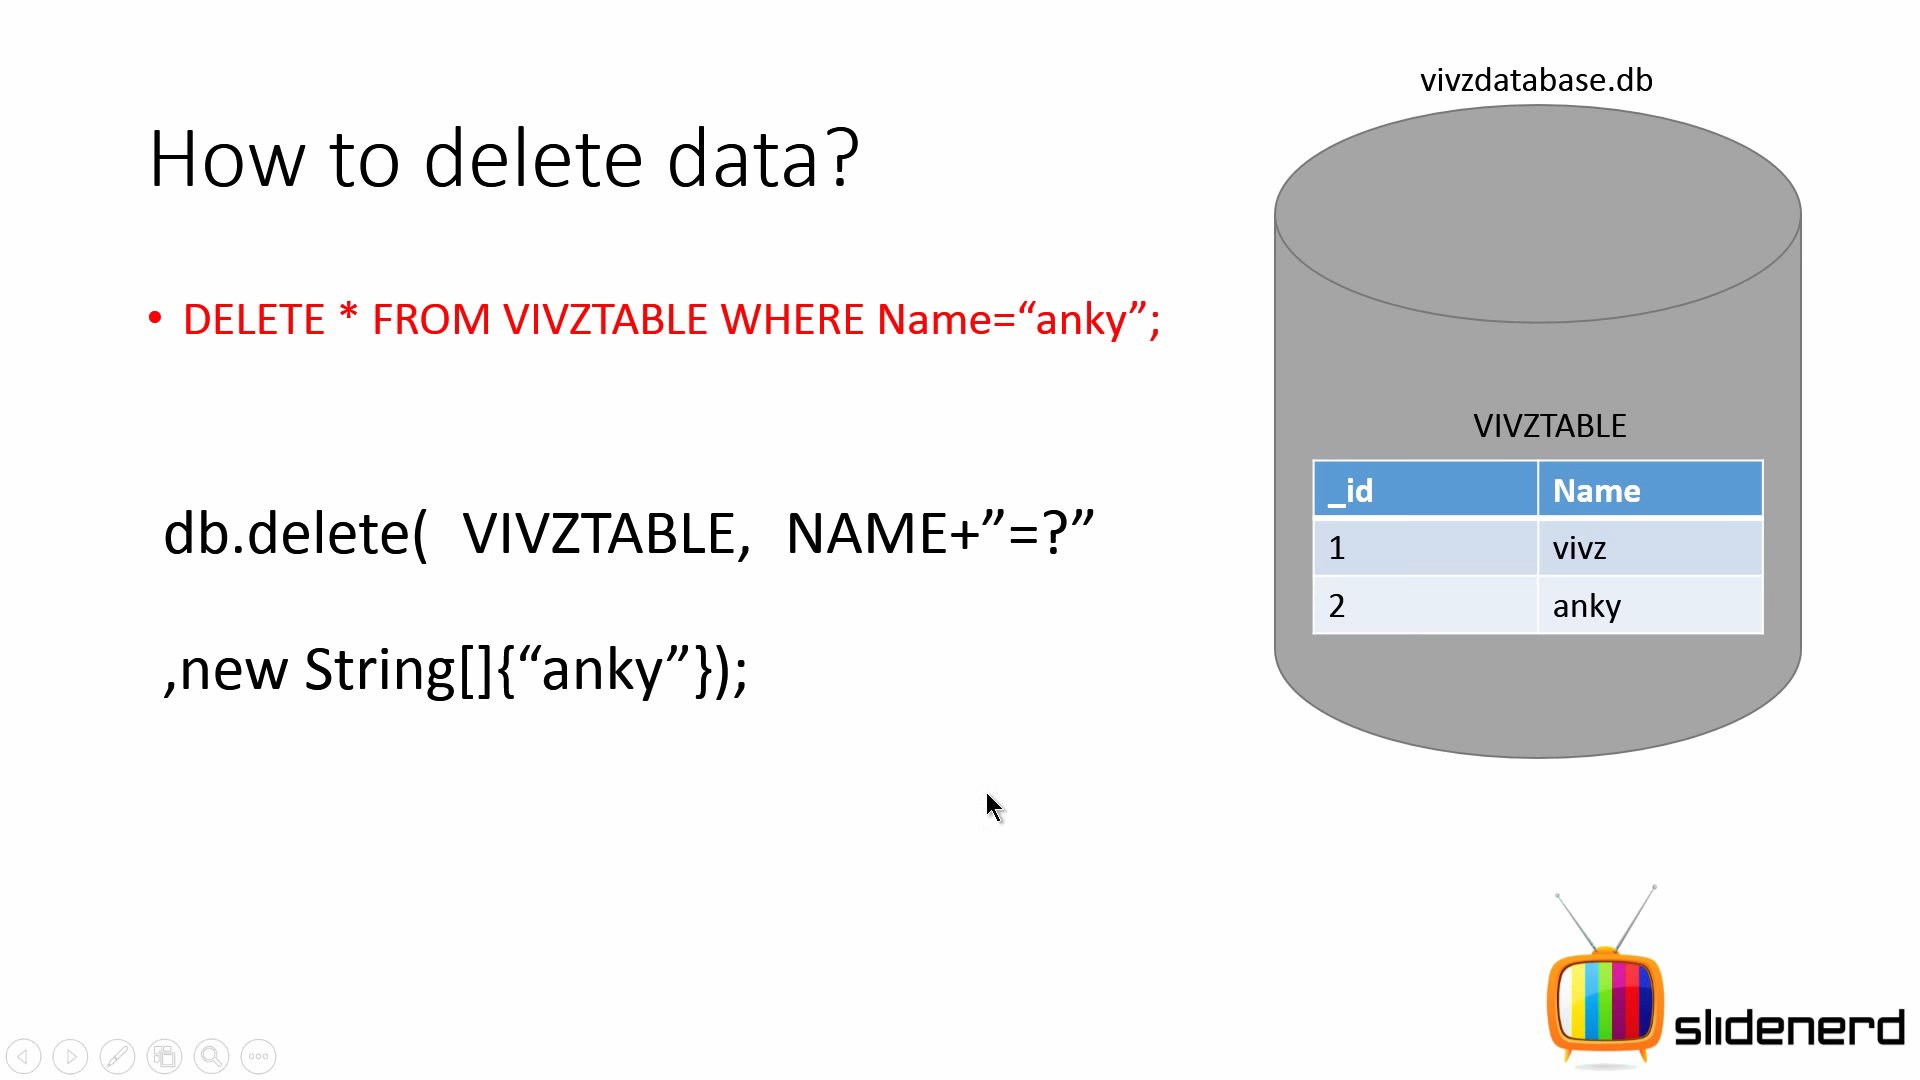 How to delete data?
• DELETE * FROM VIVZTABLE WHERE Name=“anky”;
db.delete( VIVZTABLE, NAME+”=?”
,new String[]{“anky”});
vivzdatabase.db
VIVZTABLE
_id Name
1 vivz
2 anky
slidenerd